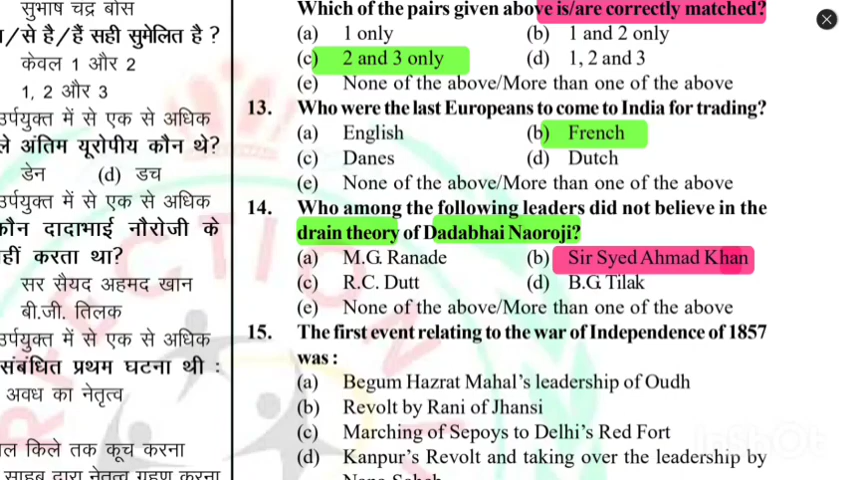 सुभाष चंद्र बोस
/से है/हैं सही सुमेलित है ?
केवल 1 और 2
1, 2 और 3
उपर्युक्त में से एक से अधिक
ले अंतिम यूरोपीय कौन थे?
डेन (d) डच
उपर्युक्त में से एक से अधिक
कौन दादाभाई नौरोजी के
हीं करता था?
सर सैयद अहमद खान
बी.जी. तिलक
उपर्युक्त में से एक से अधिक
संबंधित प्रथम घटना थी :
अवध का नेतृत्व
ल किले तक कूच करना
साहब द्वारा नेतृत्व ग्रहण करना
Which of the pairs given above is/are correctly matched?
(a) 1 only (b) 1 and 2 only
(c) 2 and 3 only (d) 1, 2 and 3
(e) None of the above/More than one of the above
13. Who were the last Europeans to come to India for trading?
(a) English (b) French
(c) Danes (d) Dutch
(e) None of the above/More than one of the above
14. Who among the following leaders did not believe in the
drain theory of Dadabhai Naoroji?
(a) M.G. Ranade (b) Sir Syed Ahmad Khan
(c) R.C. Dutt (d) B.G. Tilak
(e) None of the above/More than one of the above
15. The first event relating to the war of Independence of 1857
was :
(a) Begum Hazrat Mahal's leadership of Oudh
(b) Revolt by Rani of Jhansi
(c) Marching of Sepoys to Delhi's Red Fort
(d) Kanpur's Revolt and taking over the leadership by
Nana Saheb